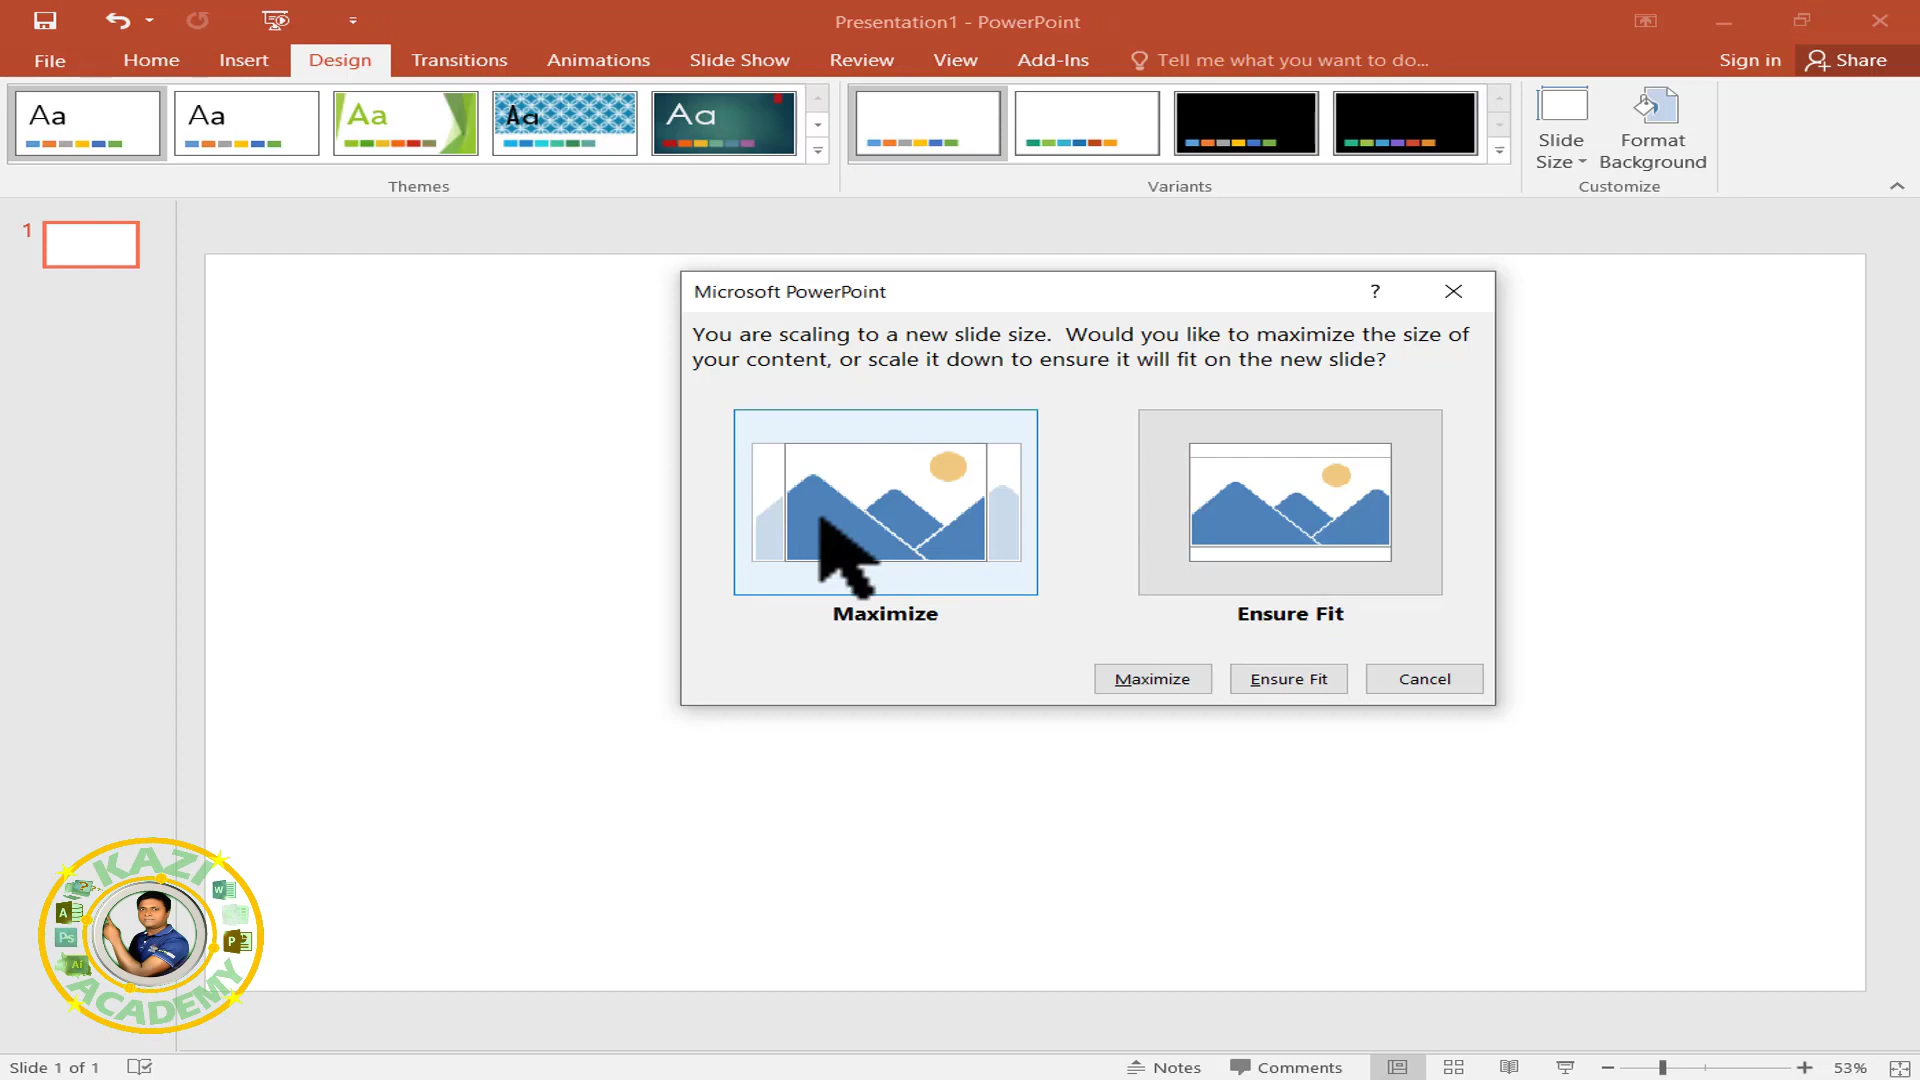 Presentation1 - PowerPoint
File Home Insert Design Transitions Animations Slide Show Review View Add-Ins Tell me what you want to do... Sign in Share
Aa Aa Aa Aa Aa
Slide Size
Format Background
Themes Variants Customize
1
Microsoft PowerPoint ?
You are scaling to a new slide size. Would you like to maximize the size of
your content, or scale it down to ensure it will fit on the new slide?
Maximize Ensure Fit
Maximize Ensure Fit Cancel
KAZI
W
A
Ps
P
Ai
ACADEMY
Slide 1 of 1 Notes Comments 53%